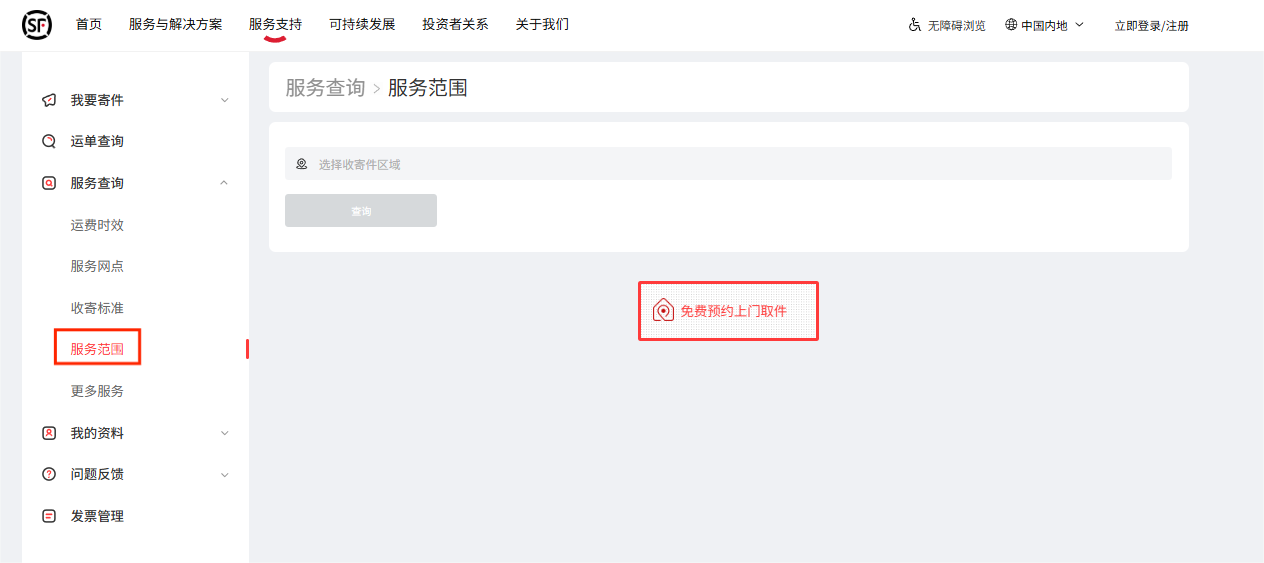 SF 首页 服务与解决方案 服务支持 可持续发展 投资者关系 关于我们 无障碍浏览 中国内地 立即登录/注册
我要寄件
运单查询
服务查询
运费时效
服务网点
收寄标准
服务范围
更多服务
我的资料
问题反馈
发票管理
服务查询 > 服务范围
选择收寄件区域
查询
免费预约上门取件